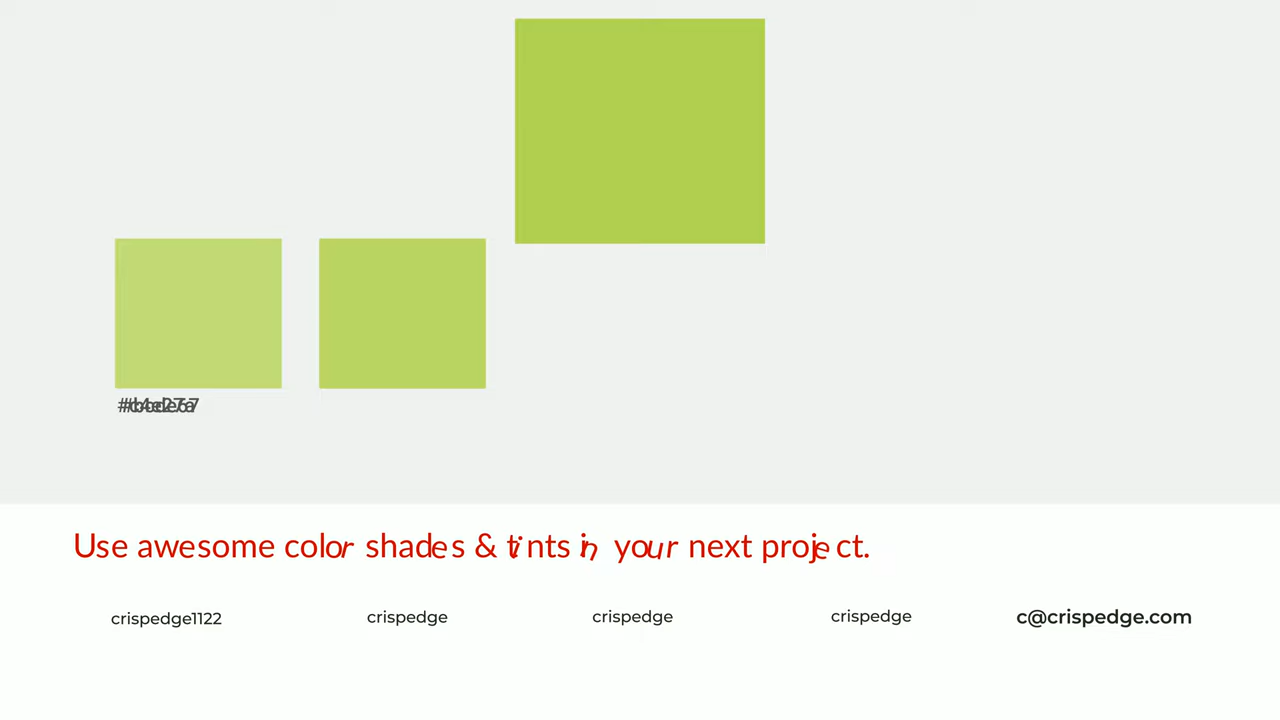 Use awesome color shades & tints in your next project.
crispedge1122 crispedge crispedge crispedge c@crispedge.com